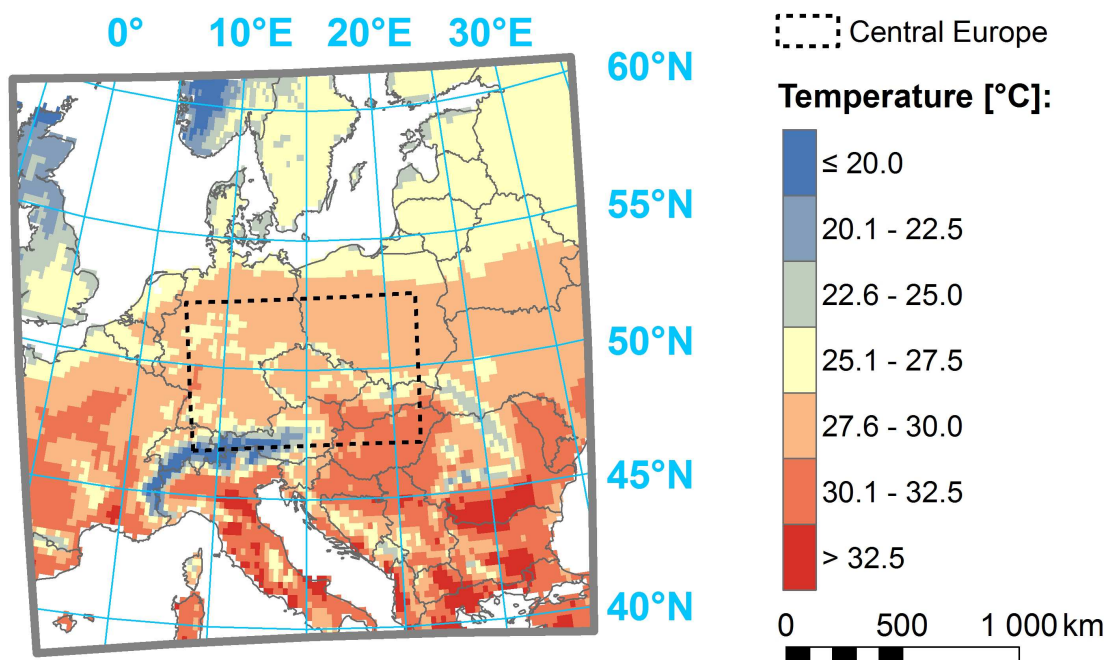 0° 10°E 20°E 30°E
60°N
55°N
50°N
45°N
40°N
Central Europe
Temperature [°C]:
≤ 20.0
20.1 - 22.5
22.6 - 25.0
25.1 - 27.5
27.6 - 30.0
30.1 - 32.5
> 32.5
0 500 1 000 km